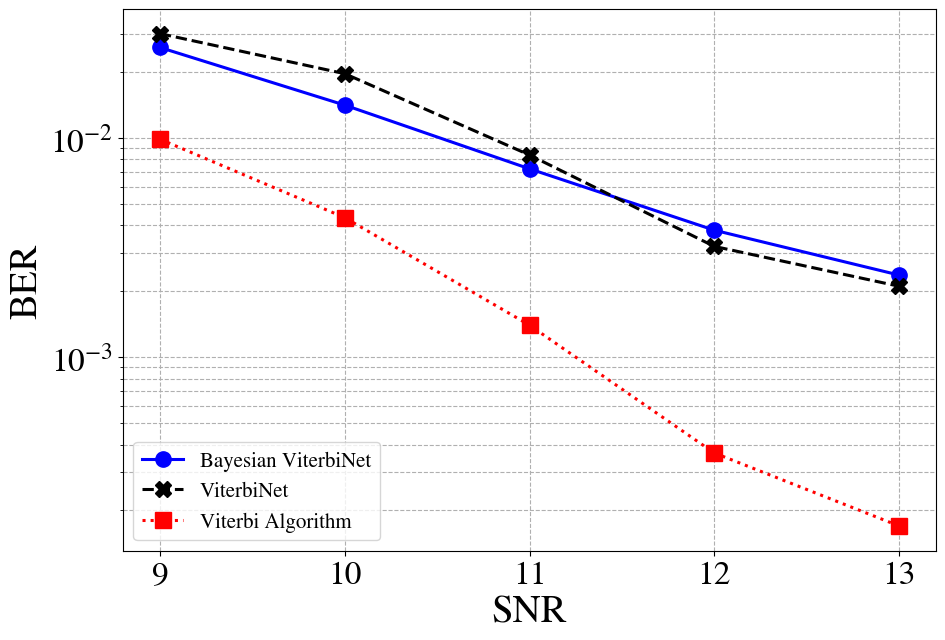 BER
10⁻²
10⁻³
Bayesian ViterbiNet
ViterbiNet
Viterbi Algorithm
9 10 11 12 13
SNR